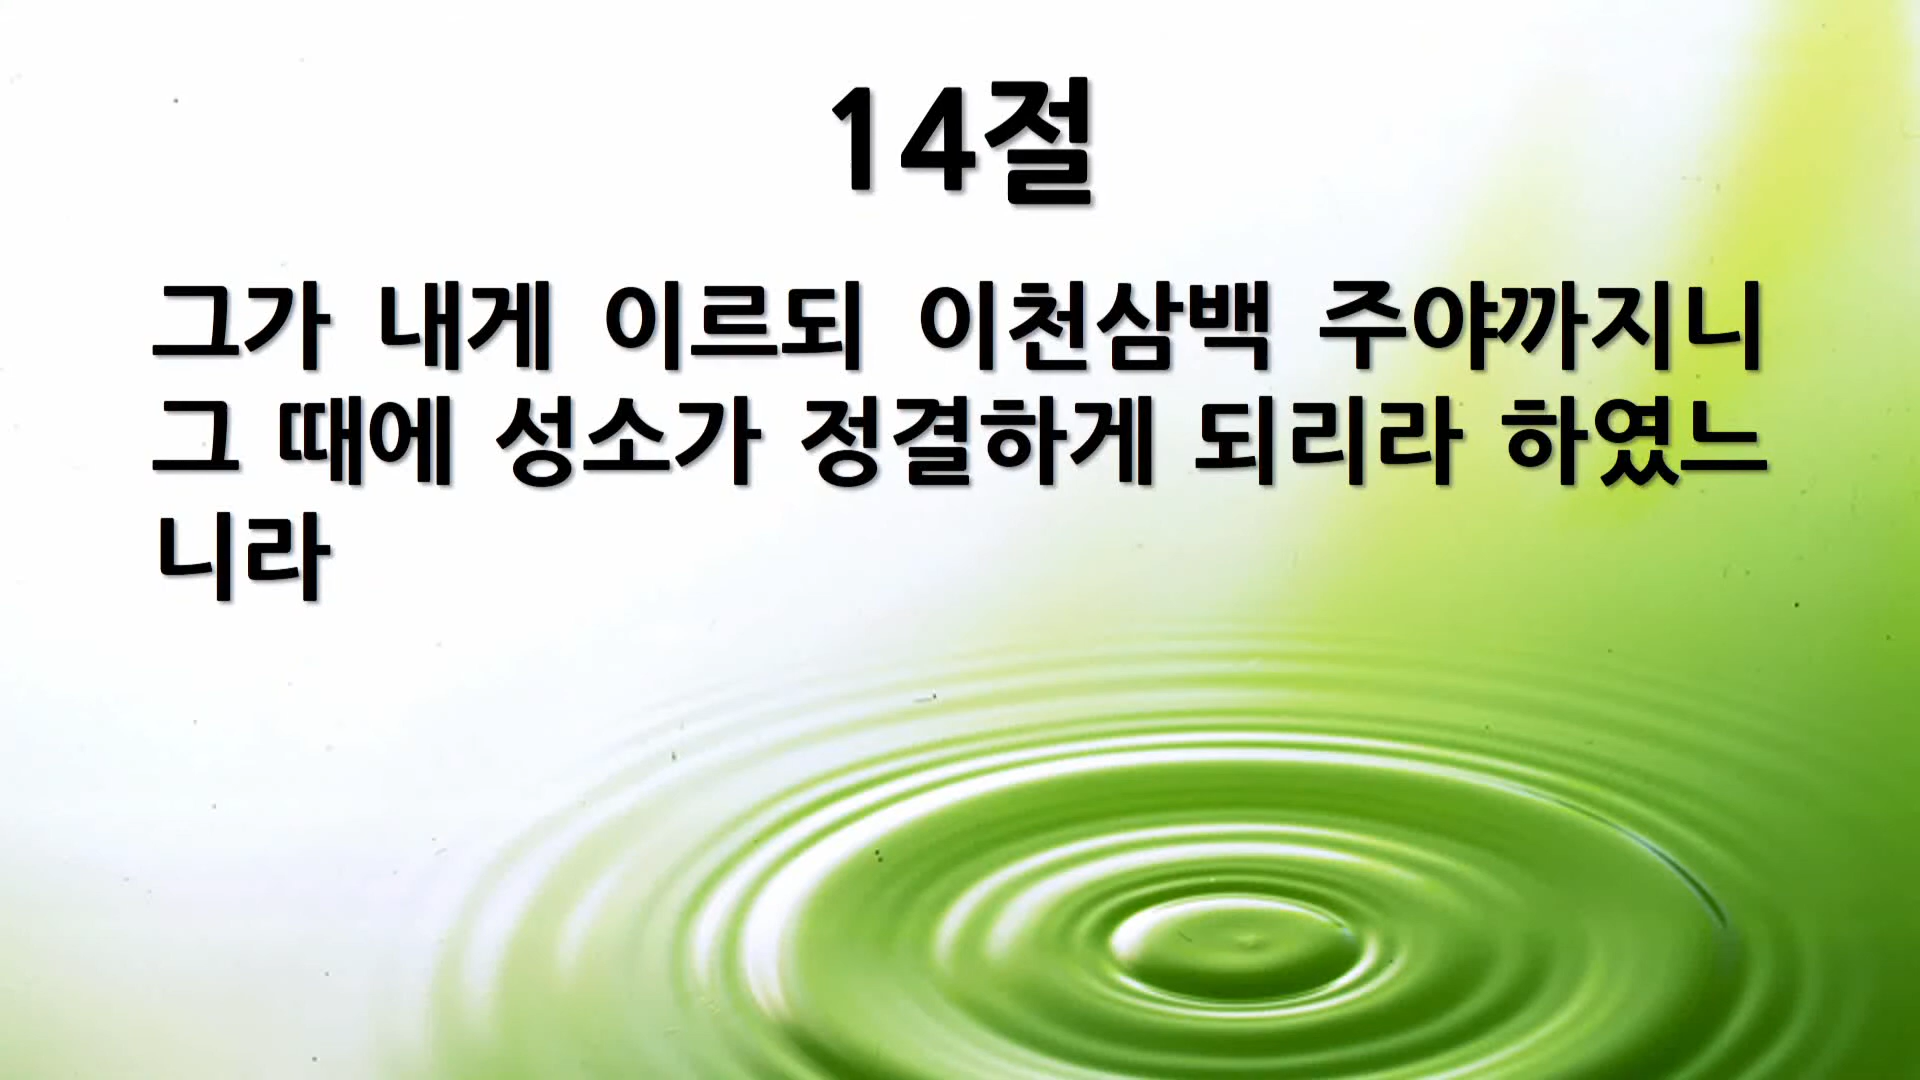 14절
그가 내게 이르되 이천삼백 주야까지니
그 때에 성소가 정결하게 되리라 하였느
니라